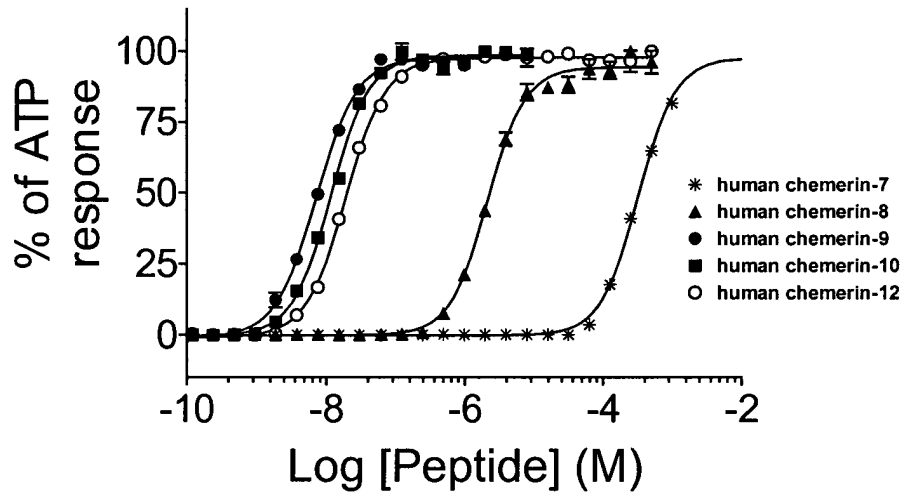 % of ATP
response
100
75
50
25
0
-10
-8
-6
-4
-2
Log [Peptide] (M)
human chemerin-7
human chemerin-8
human chemerin-9
human chemerin-10
human chemerin-12